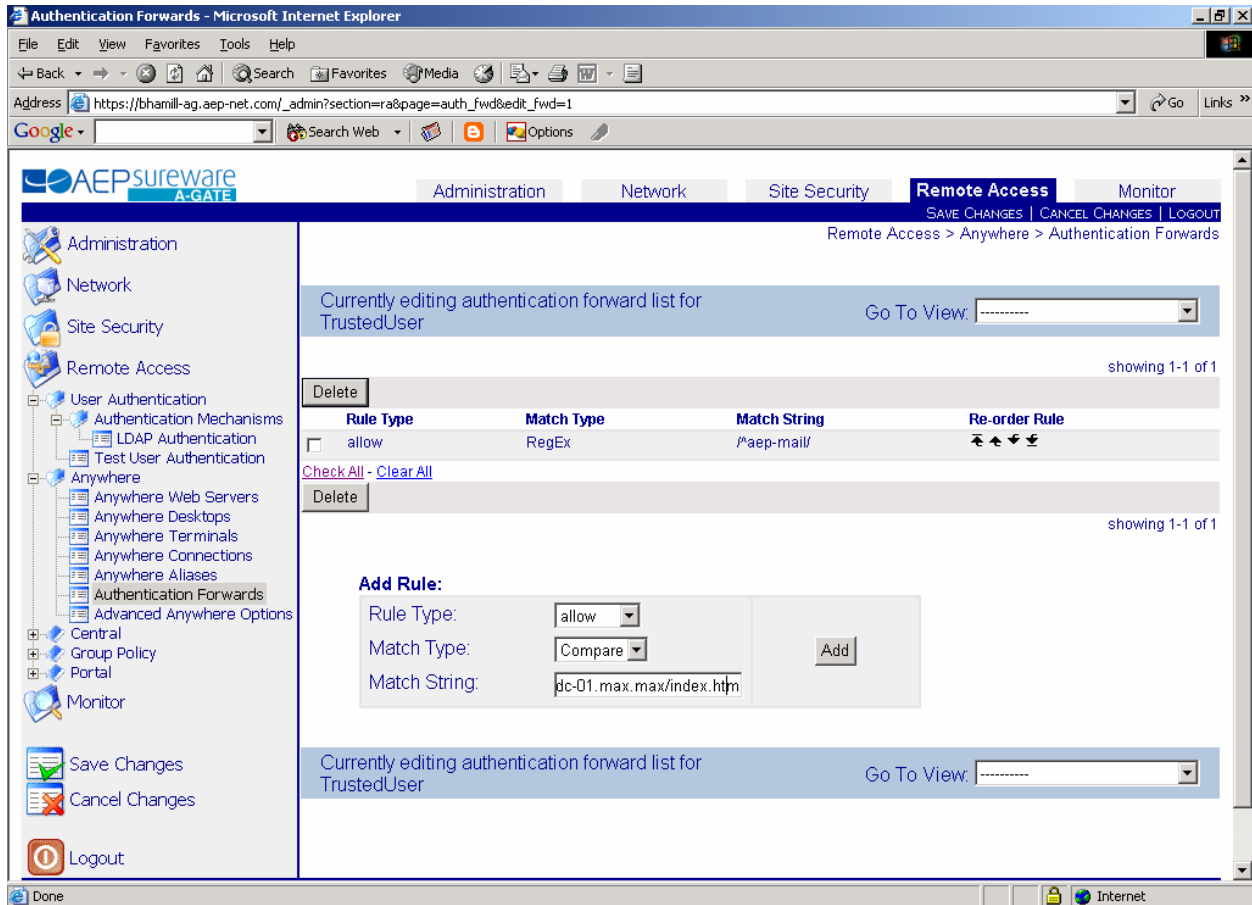 Authentication Forwards - Microsoft Internet Explorer
File Edit View Favorites Tools Help
Back Search Favorites Media
Address https://bhamill-ag.aep-net.com/_admin?section=ra&page=auth_fwd&edit_fwd=1 Go Links »
Google Search Web Options
AEPsureware
A-GATE
Administration Network Site Security Remote Access Monitor
SAVE CHANGES | CANCEL CHANGES | LOGOUT
Remote Access > Anywhere > Authentication Forwards
Administration
Network
Site Security
Remote Access
User Authentication
Authentication Mechanisms
LDAP Authentication
Test User Authentication
Anywhere
Anywhere Web Servers
Anywhere Desktops
Anywhere Terminals
Anywhere Connections
Anywhere Aliases
Authentication Forwards
Advanced Anywhere Options
Central
Group Policy
Portal
Monitor
Save Changes
Cancel Changes
Logout
Currently editing authentication forward list for
TrustedUser
Go To View: ----------
showing 1-1 of 1
Delete
Rule Type Match Type Match String Re-order Rule
allow RegEx /^aep-mail/
Check All - Clear All
Delete
showing 1-1 of 1
Add Rule:
Rule Type: allow
Match Type: Compare
Add
Match String: dc-01.max.max/index.htm
Currently editing authentication forward list for
TrustedUser
Go To View: ----------
Done Internet